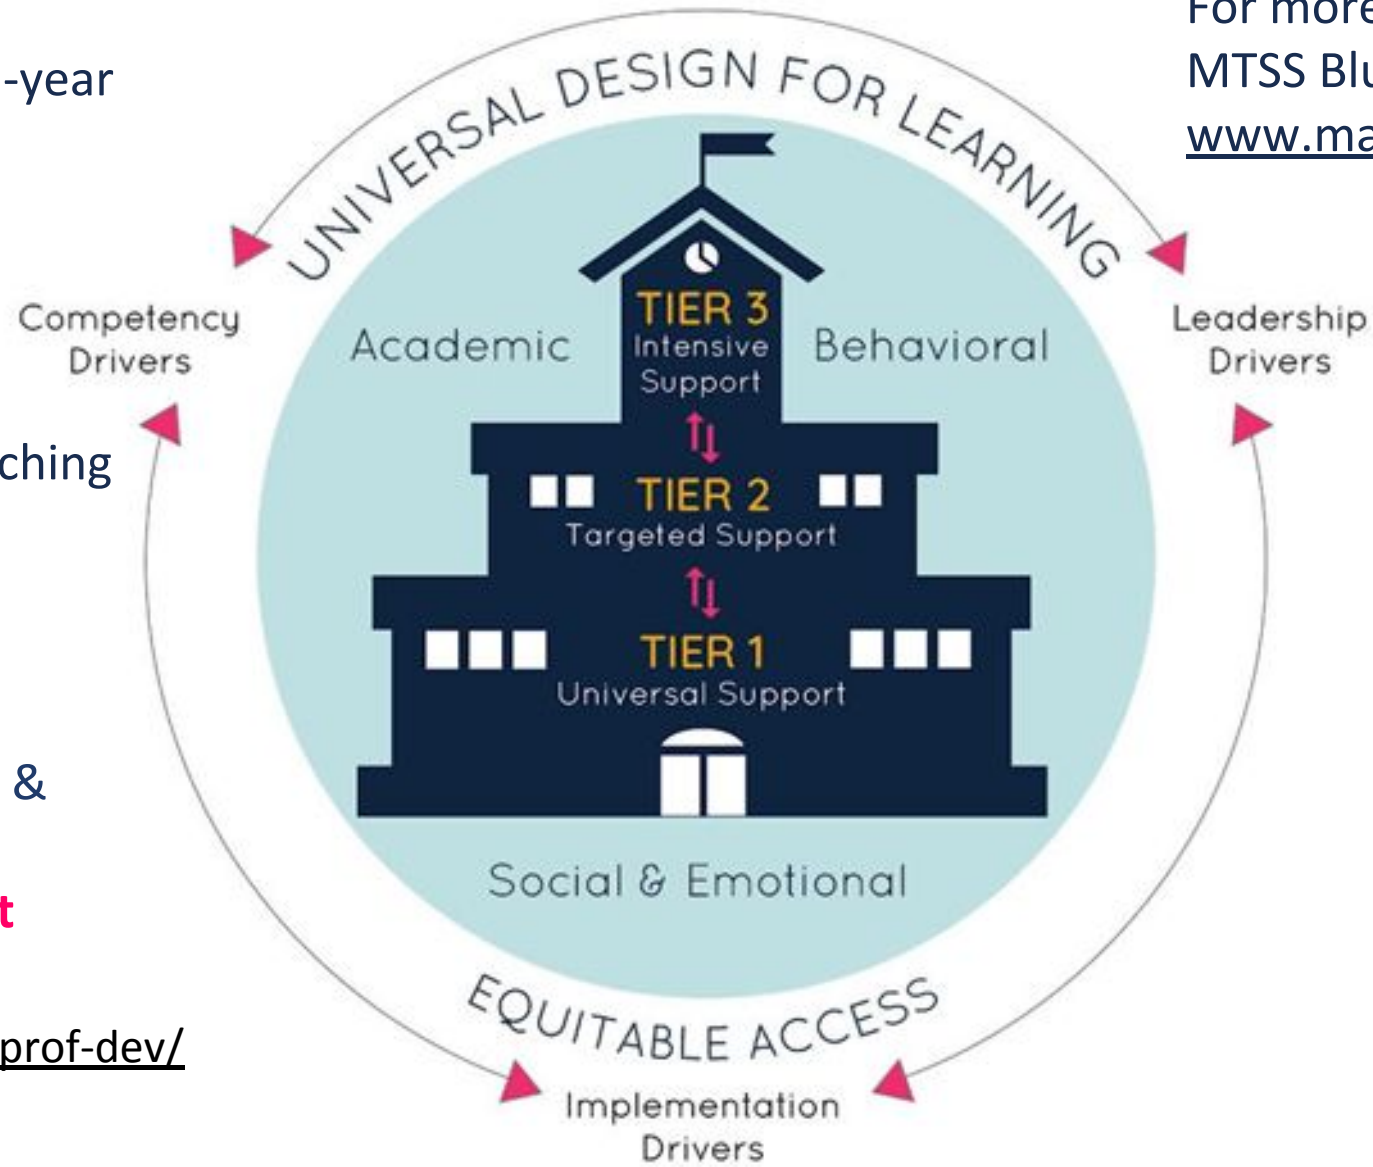 -year
For more
MTSS Blu
www.ma
UNIVERSAL DESIGN FOR LEARNING
Competency
Drivers
Leadership
Drivers
Academic
Behavioral
TIER 3
Intensive
Support
ching
TIER 2
Targeted Support
TIER 1
Universal Support
&
Social & Emotional
t
EQUITABLE ACCESS
prof-dev/
Implementation
Drivers